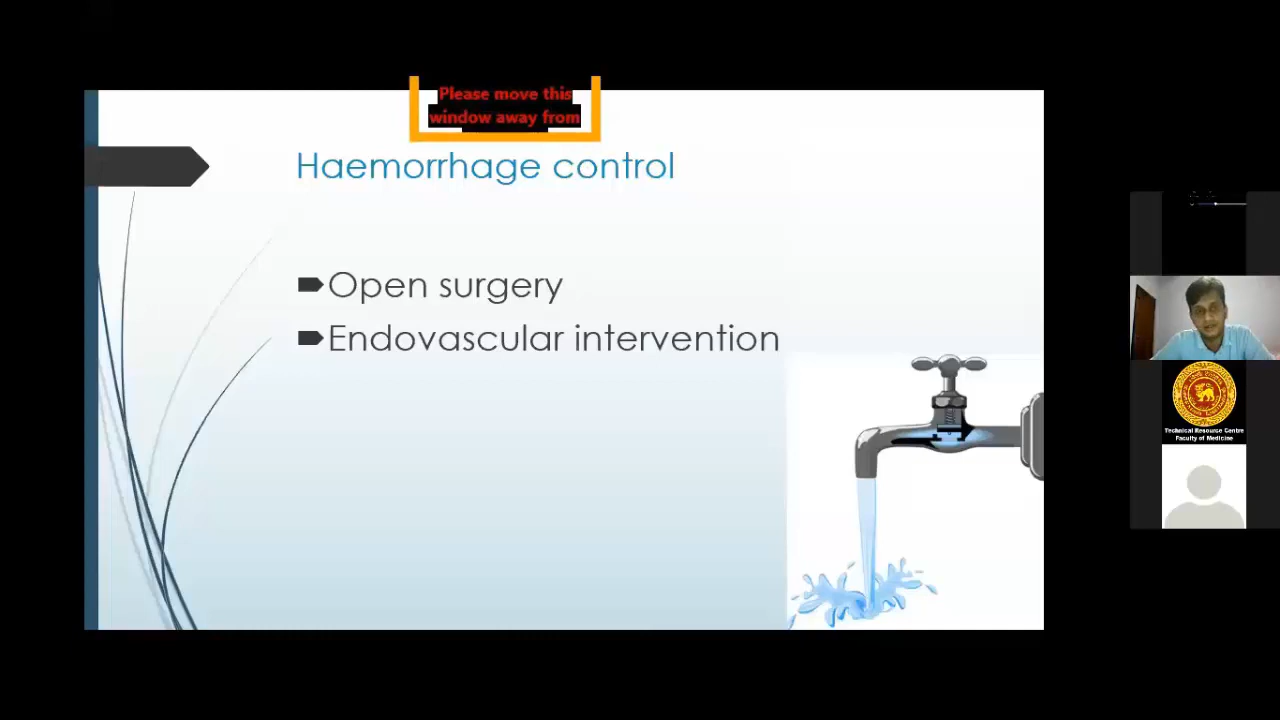 Please move this
window away from
Haemorrhage control
Open surgery
Endovascular intervention
Technical Resource Centre
Faculty of Medicine